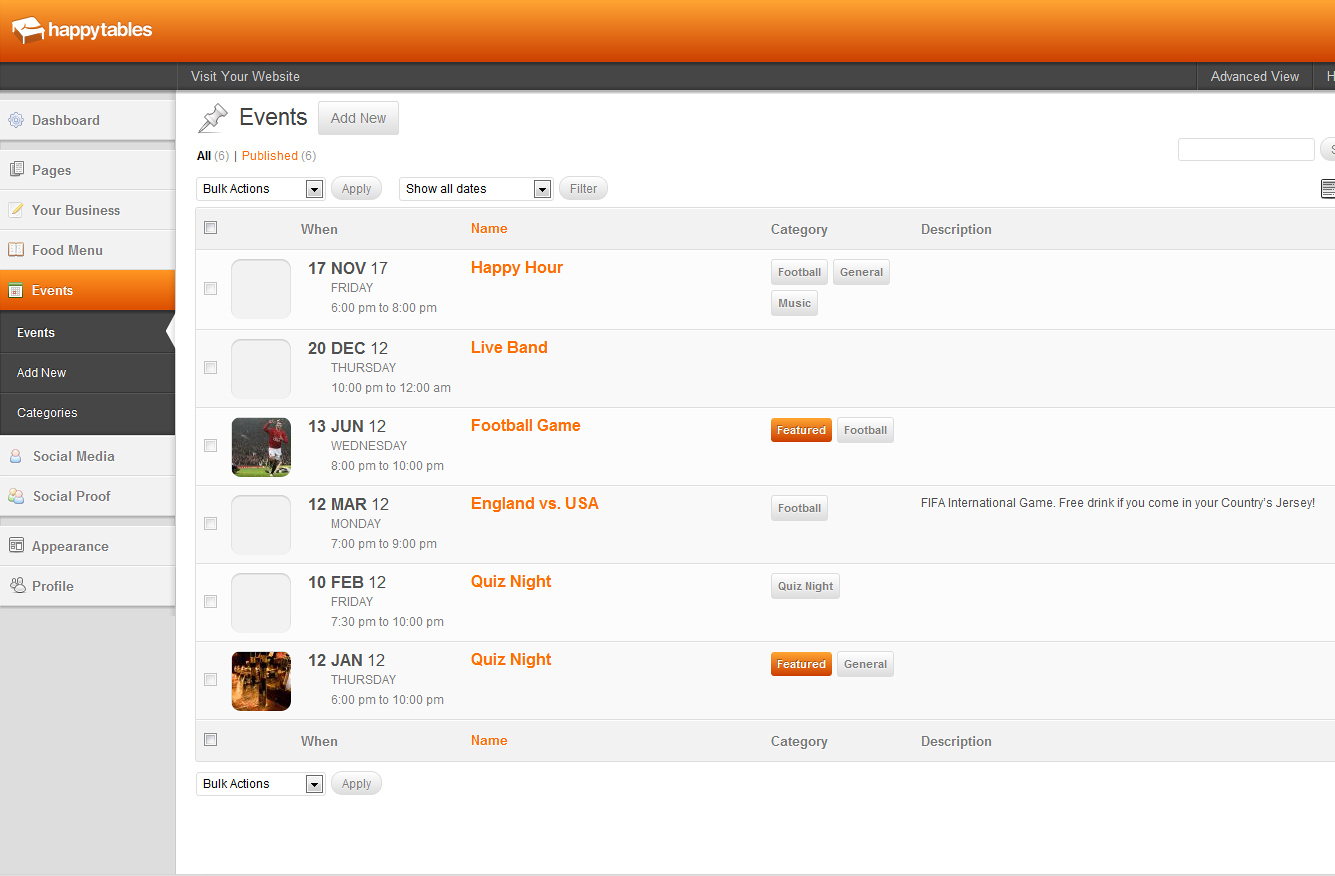 happytables
Visit Your Website
Advanced View
Dashboard
Pages
Your Business
Food Menu
Events
Events
Add New
Categories
Social Media
Social Proof
Appearance
Profile
Events Add New
All (6) | Published (6)
Bulk Actions Apply Show all dates Filter
When Name Category Description
17 NOV 17 Happy Hour Football General
FRIDAY
6:00 pm to 8:00 pm Music
20 DEC 12 Live Band
THURSDAY
10:00 pm to 12:00 am
13 JUN 12 Football Game Featured Football
WEDNESDAY
8:00 pm to 10:00 pm
12 MAR 12 England vs. USA Football FIFA International Game. Free drink if you come in your Country's Jersey!
MONDAY
7:00 pm to 9:00 pm
10 FEB 12 Quiz Night Quiz Night
FRIDAY
7:30 pm to 10:00 pm
12 JAN 12 Quiz Night Featured General
THURSDAY
6:00 pm to 10:00 pm
When Name Category Description
Bulk Actions Apply